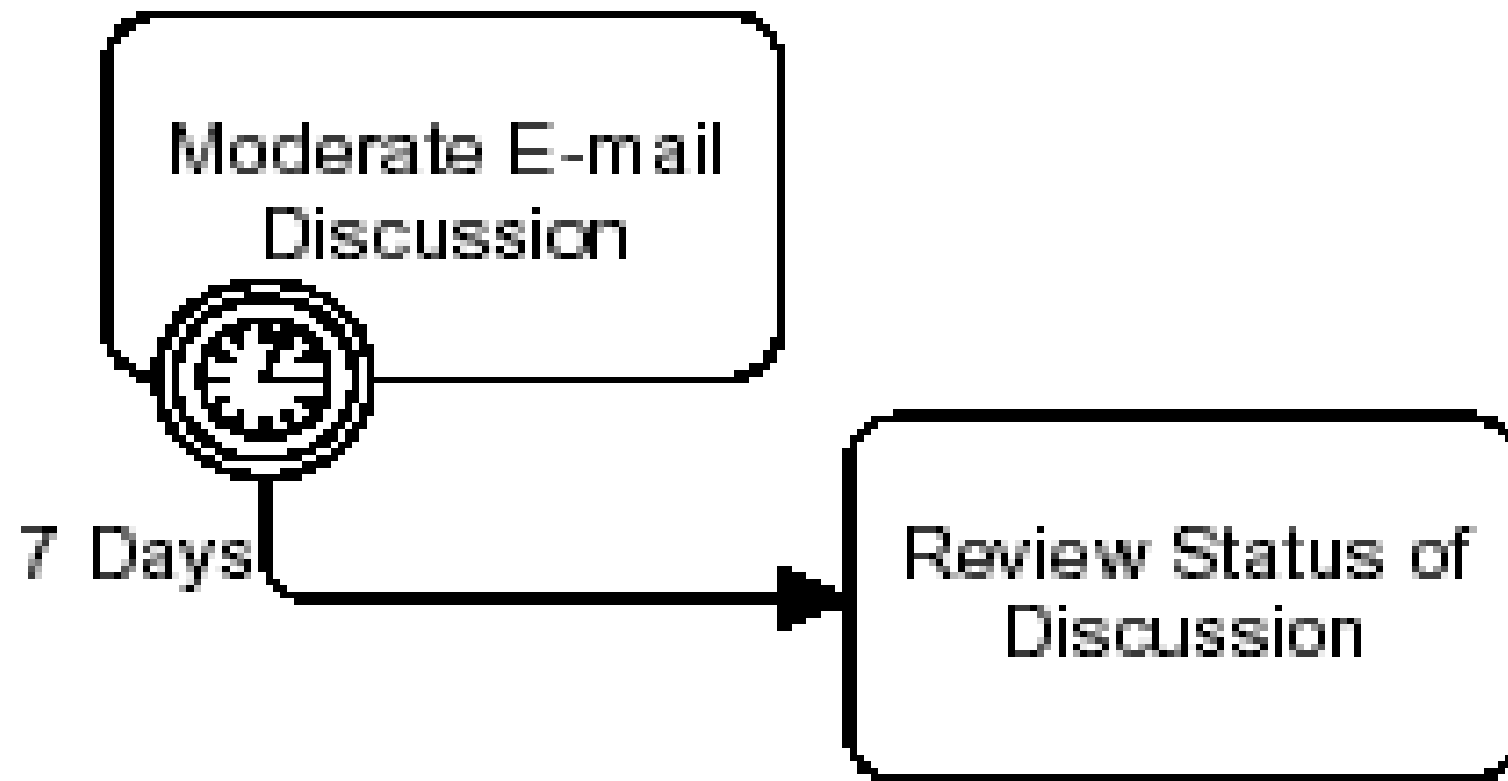 Moderate E-mail
Discussion
7 Days
Review Status of
Discussion